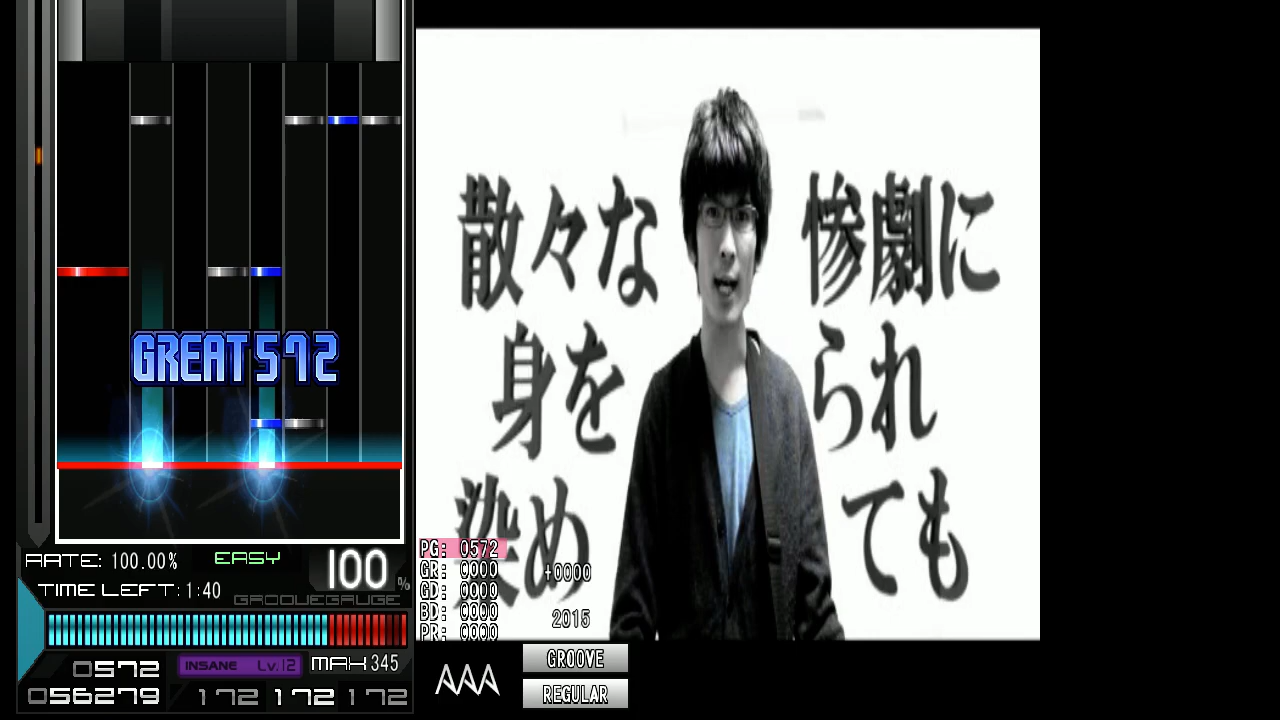 散々な 惨劇に
身を られ
染め ても
GREAT 572
PG: 0572
GR: 0000 +0000
GD: 0000
BD: 0000 2015
PR: 0000
RATE: 100.00% EASY 100%
TIME LEFT: 1:40
GROOVEGAUGE
0572 INSANE Lv.12 MAX 345
056279 172 172 172
AAA
GROOVE
REGULAR